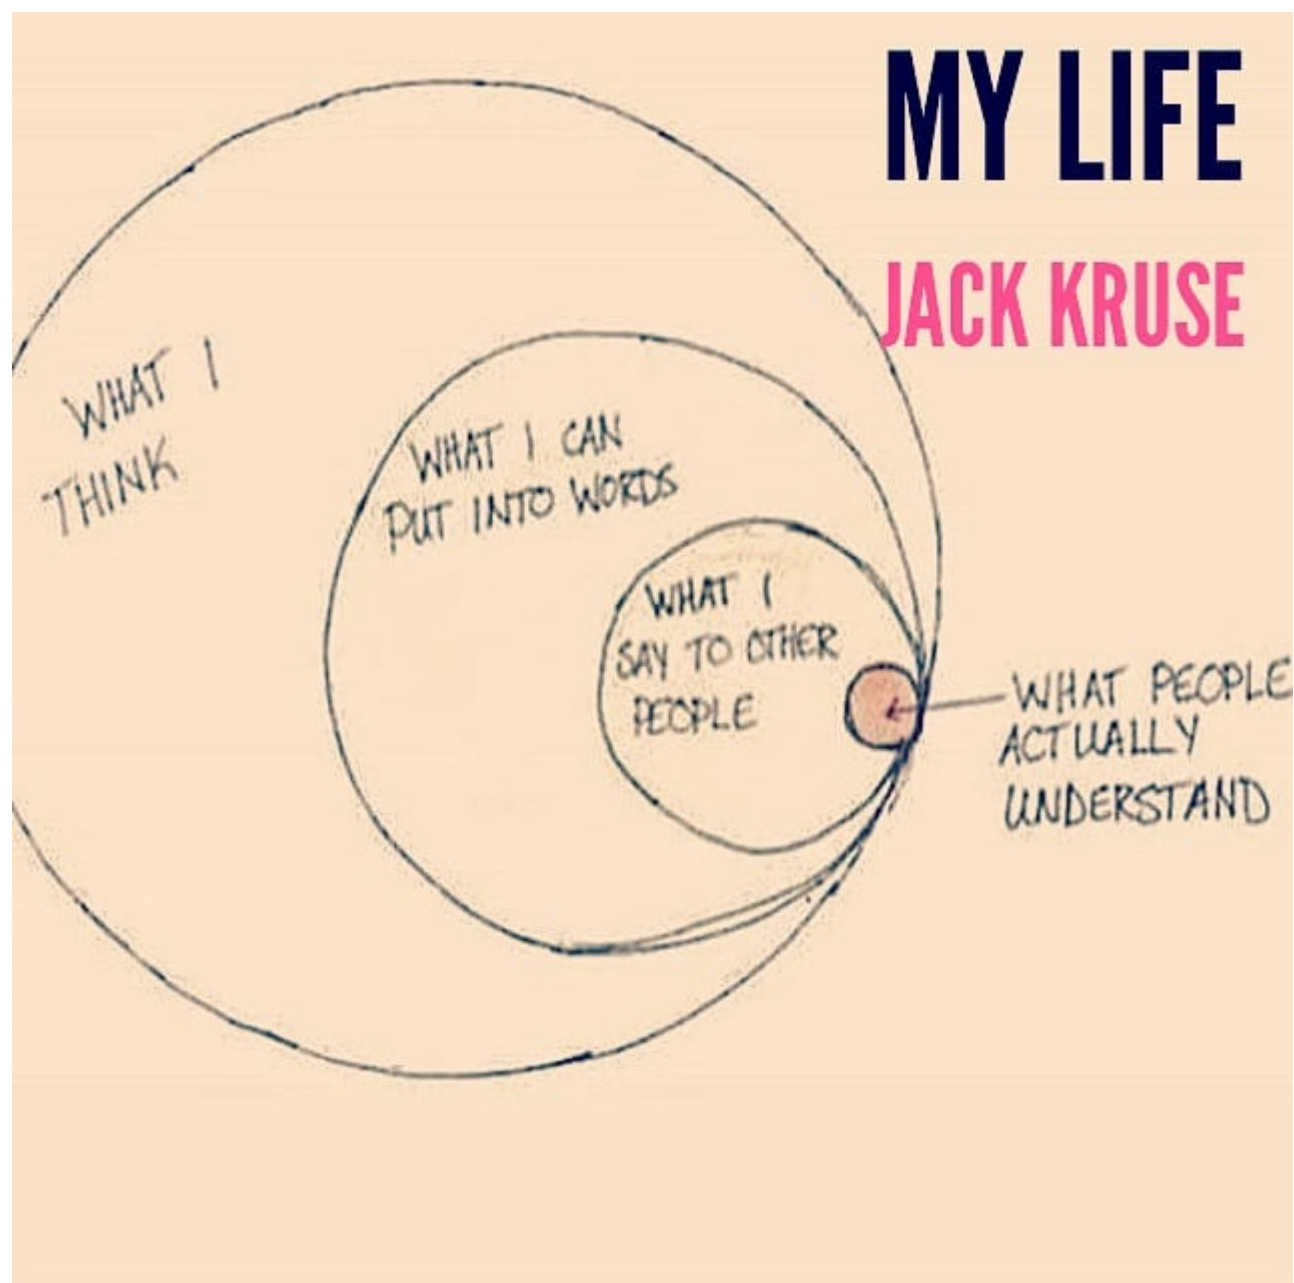 MY LIFE
JACK KRUSE
WHAT I
THINK
WHAT I CAN
PUT INTO WORDS
WHAT I
SAY TO OTHER
PEOPLE
WHAT PEOPLE
ACTUALLY
UNDERSTAND